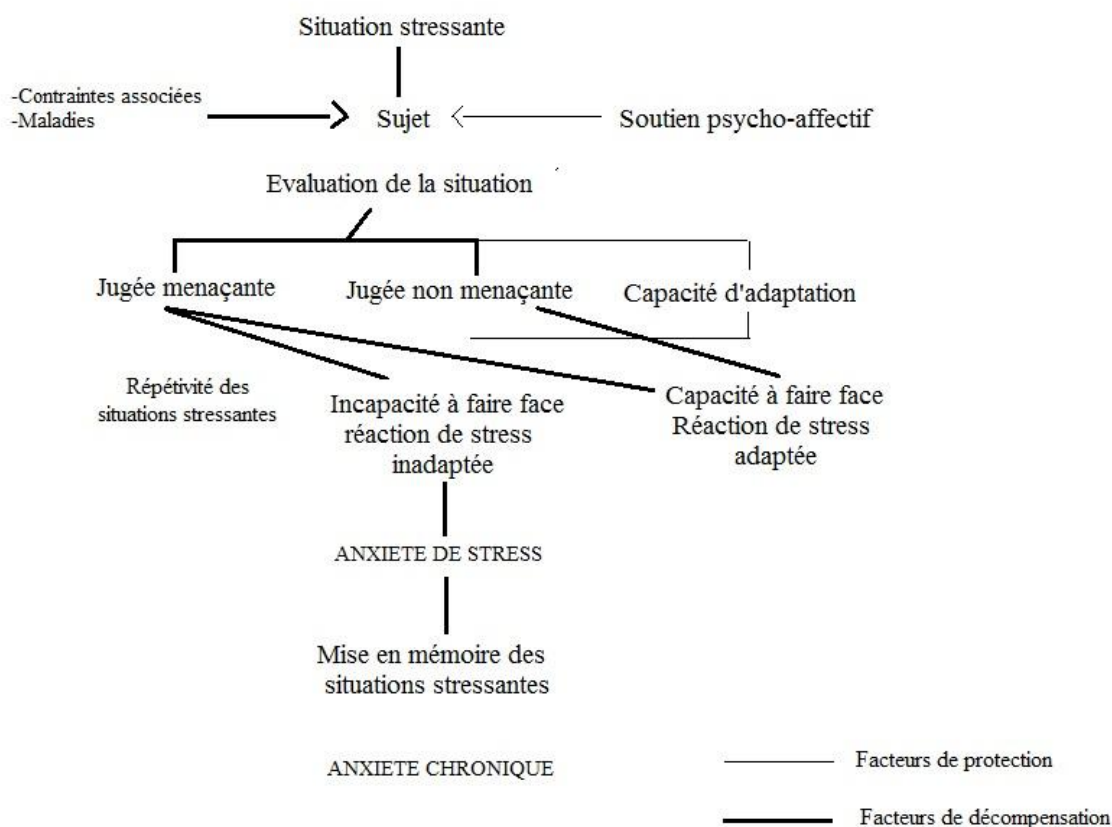 Situation stressante
-Contraintes associées
-Maladies
Sujet
Soutien psycho-affectif
Evaluation de la situation
Jugée menaçante
Jugée non menaçante
Capacité d'adaptation
Répétivité des
situations stressantes
Incapacité à faire face
réaction de stress
inadaptée
Capacité à faire face
Réaction de stress
adaptée
ANXIETE DE STRESS
Mise en mémoire des
situations stressantes
ANXIETE CHRONIQUE
Facteurs de protection
Facteurs de décompensation